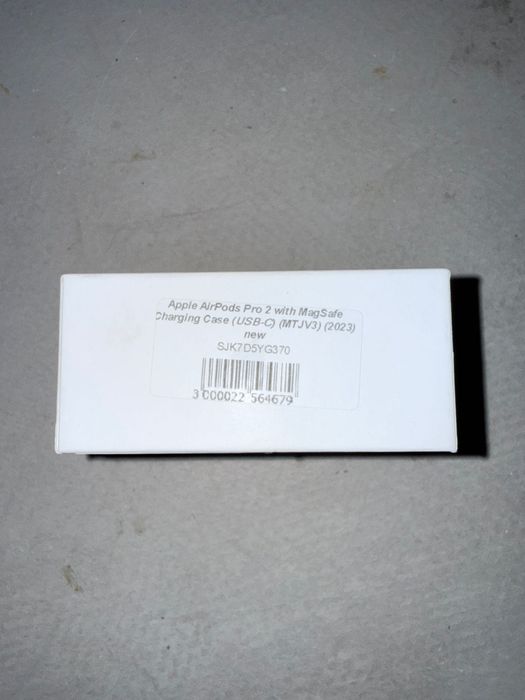 Apple AirPods Pro 2 with MagSafe
Charging Case (USB-C) (MTJV3) (2023)
new
SJK7D5YG370
3 000022 564679